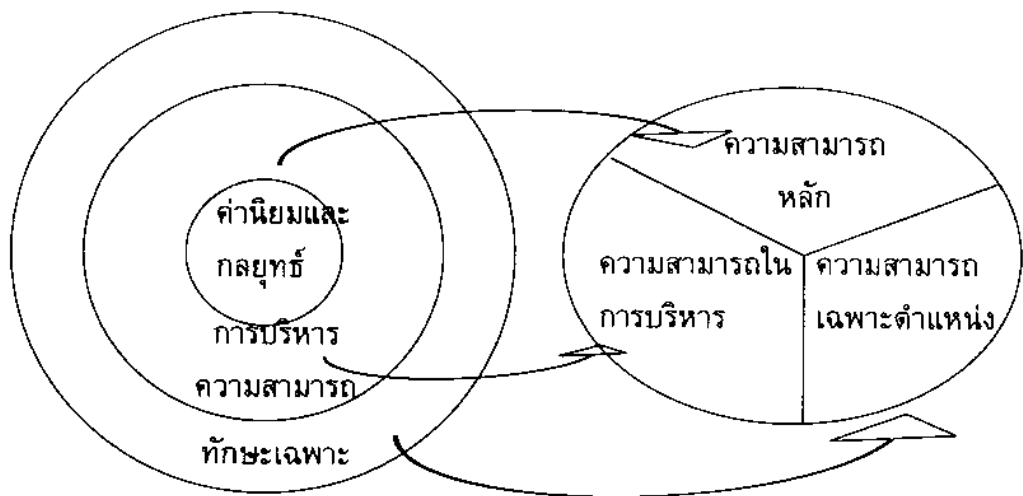 ค่านิยมและ
กลยุทธ์
การบริหาร
ความสามารถ
ทักษะเฉพาะ
ความสามารถ
หลัก
ความสามารถใน
การบริหาร
ความสามารถ
เฉพาะตำแหน่ง